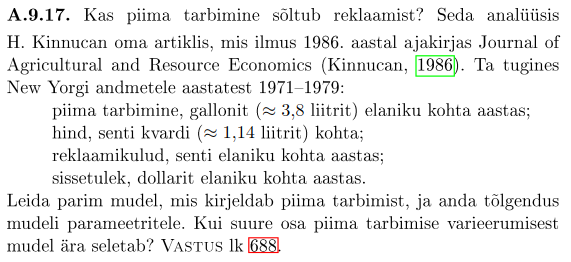 A.9.17. Kas piima tarbimine sõltub reklaamist? Seda analüüsis
H. Kinnucan oma artiklis, mis ilmus 1986. aastal ajakirjas Journal of
Agricultural and Resource Economics (Kinnucan, 1986). Ta tugines
New Yorgi andmetele aastatest 1971–1979:
piima tarbimine, gallonit (≈ 3,8 liitrit) elaniku kohta aastas;
hind, senti kvardi (≈ 1,14 liitrit) kohta;
reklaamikulud, senti elaniku kohta aastas;
sissetulek, dollarit elaniku kohta aastas.
Leida parim mudel, mis kirjeldab piima tarbimist, ja anda tõlgendus
mudeli parameetritele. Kui suure osa piima tarbimise varieerumisest
mudel ära seletab? VASTUS lk 688.